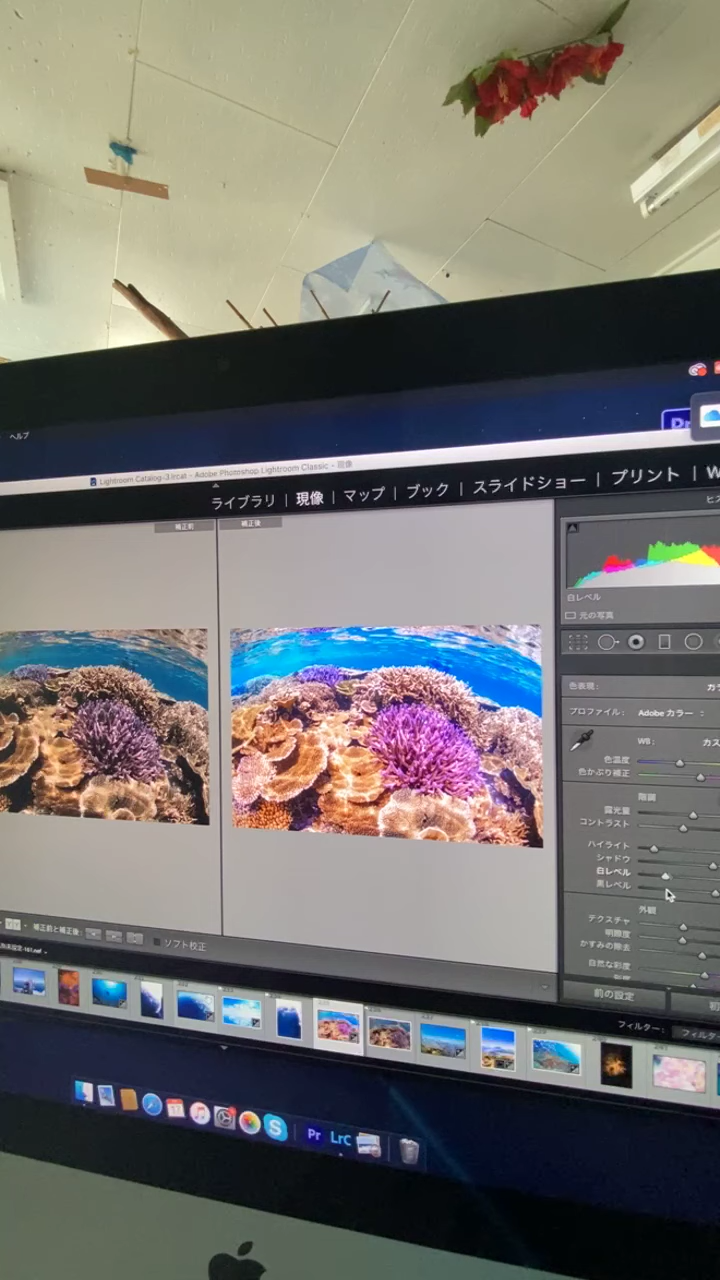 ヘルプ
Pr
Lightroom Catalog-3.lrcat - Adobe Photoshop Lightroom Classic - 現像
ライブラリ | 現像 | マップ | ブック | スライドショー | プリント | W
補正前
補正後
白レベル
元の写真
色表現:
プロファイル: Adobe カラー
WB:
色温度
色かぶり補正
階調
露光量
コントラスト
ハイライト
シャドウ
白レベル
黒レベル
外観
テクスチャ
明瞭度
かすみの除去
自然な彩度
彩度
補正前と補正後:
ソフト校正
前の設定
フィルター:
S
Pr
LrC